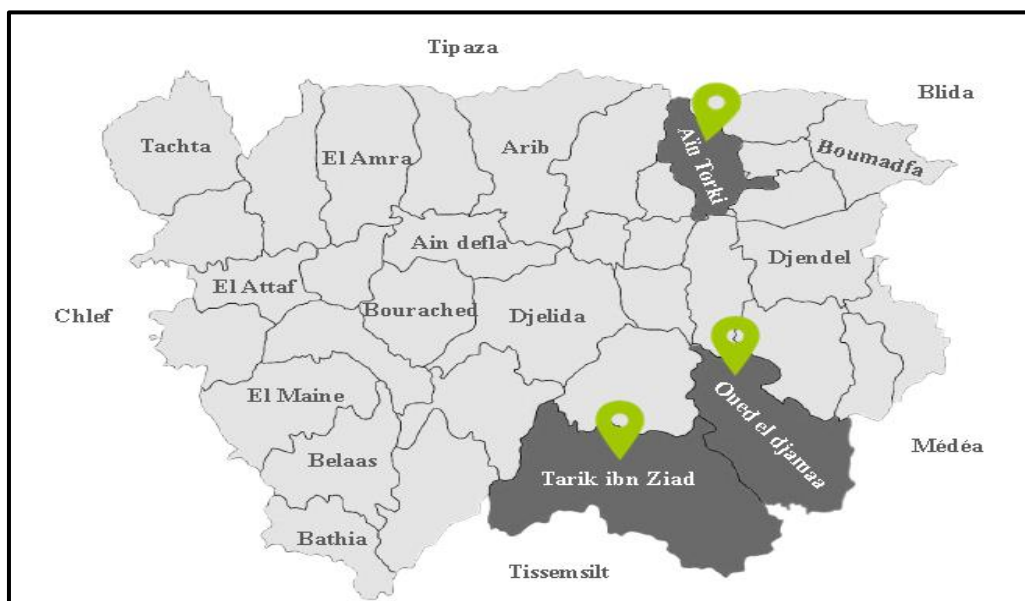 Tipaza
Blida
Tachta
El Amra
Arib
Aïn Torki
Boumadfa
Ain defla
Djendel
El Attaf
Bourached
Djelida
Chlef
El Maine
Oued el djamaa
Médéa
Belaas
Tarik ibn Ziad
Bathia
Tissemsilt